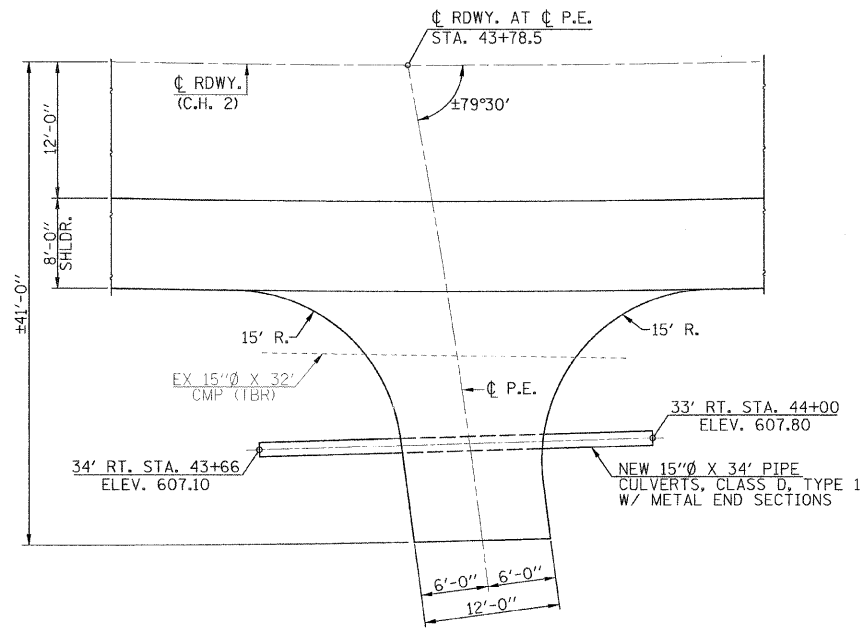 ℄ RDWY. AT ℄ P.E.
STA. 43+78.5
℄ RDWY.
(C.H. 2)
±79°30'
12'-0"
8'-0"
SHLDR.
±41'-0"
15' R.
15' R.
EX 15"Ø X 32'
CMP (TBR)
℄ P.E.
33' RT. STA. 44+00
ELEV. 607.80
34' RT. STA. 43+66
ELEV. 607.10
NEW 15"Ø X 34' PIPE
CULVERTS, CLASS D, TYPE 1
W/ METAL END SECTIONS
6'-0"
6'-0"
12'-0"